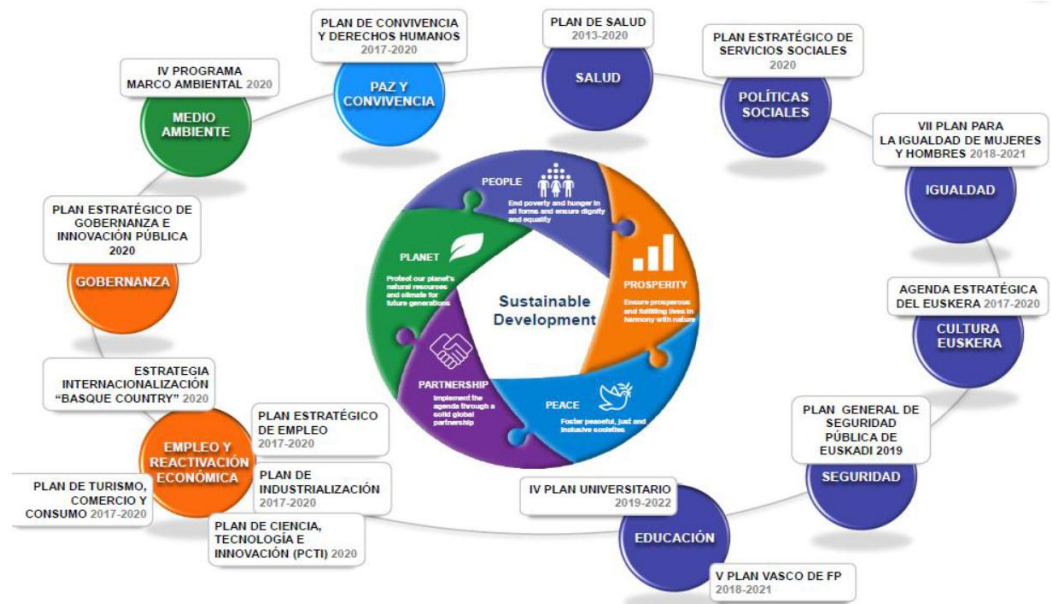 PLAN DE CONVIVENCIA
Y DERECHOS HUMANOS
2017-2020
PAZ Y
CONVIVENCIA
PLAN DE SALUD
2013-2020
SALUD
PLAN ESTRATÉGICO DE
SERVICIOS SOCIALES
2020
POLÍTICAS
SOCIALES
VII PLAN PARA
LA IGUALDAD DE MUJERES
Y HOMBRES 2018-2021
IGUALDAD
AGENDA ESTRATÉGICA
DEL EUSKERA 2017-2020
CULTURA
EUSKERA
PLAN GENERAL DE
SEGURIDAD
PÚBLICA DE
EUSKADI 2019
SEGURIDAD
IV PLAN UNIVERSITARIO
2019-2022
EDUCACIÓN
V PLAN VASCO DE FP
2018-2021
IV PROGRAMA
MARCO AMBIENTAL 2020
MEDIO
AMBIENTE
PLAN ESTRATÉGICO DE
GOBERNANZA E
INNOVACIÓN PÚBLICA
2020
GOBERNANZA
ESTRATEGIA
INTERNACIONALIZACIÓN
“BASQUE COUNTRY” 2020
EMPLEO Y
REACTIVACIÓN
ECONÓMICA
PLAN ESTRATÉGICO
DE EMPLEO
2017-2020
PLAN DE
INDUSTRIALIZACIÓN
2017-2020
PLAN DE TURISMO,
COMERCIO Y
CONSUMO 2017-2020
PLAN DE CIENCIA,
TECNOLOGÍA E
INNOVACIÓN (PCTI) 2020
PEOPLE
End poverty and hunger in
all forms and ensure dignity
and equality
PROSPERITY
Ensure prosperous
and fulfilling lives in
harmony with nature
PEACE
Foster peaceful, just and
inclusive societies
PARTNERSHIP
Implement the
agenda through a
solid global
partnership
PLANET
Protect our planet's
natural resources
and climate for
future generations
Sustainable
Development